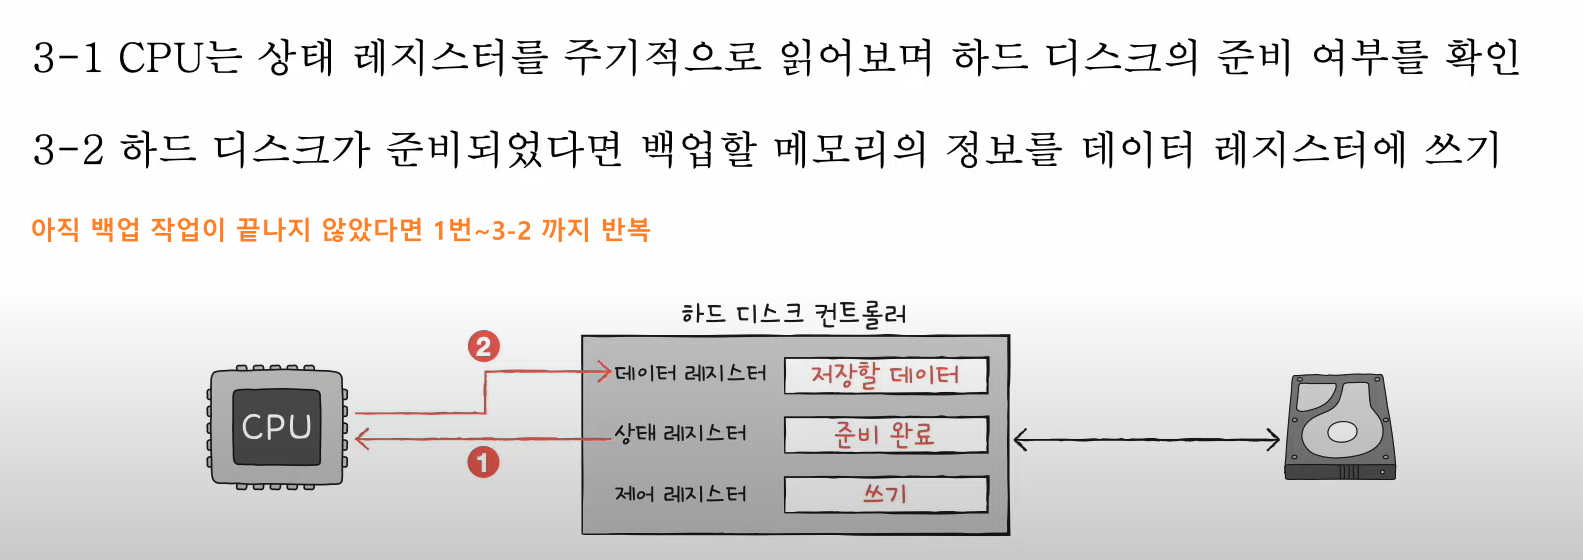 3-1 CPU는 상태 레지스터를 주기적으로 읽어보며 하드 디스크의 준비 여부를 확인
3-2 하드 디스크가 준비되었다면 백업할 메모리의 정보를 데이터 레지스터에 쓰기
아직 백업 작업이 끝나지 않았다면 1번~3-2 까지 반복
하드 디스크 컨트롤러
2
데이터 레지스터 저장할 데이터
CPU
상태 레지스터 준비 완료
1
제어 레지스터 쓰기